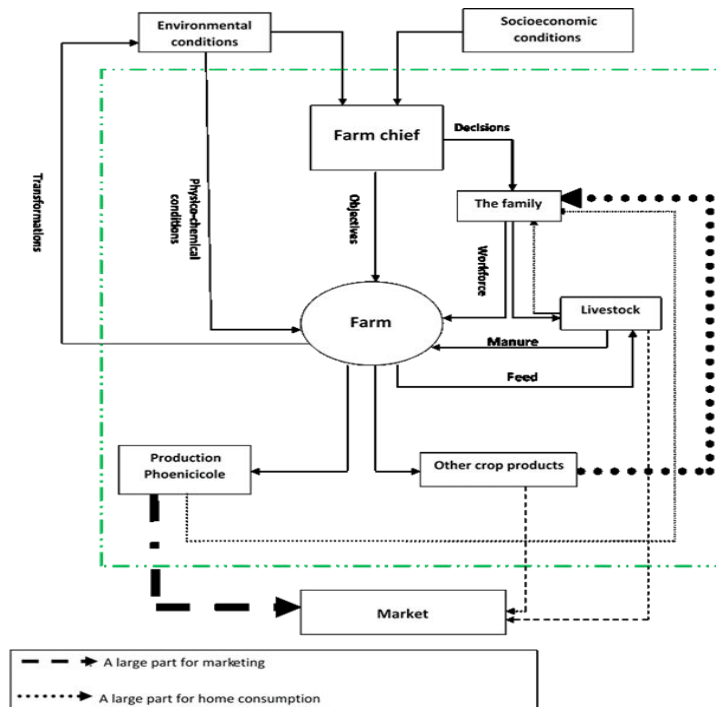 Environmental
conditions
Socioeconomic
conditions
Farm chief
Decisions
The family
Transformations
Physico-chemical
conditions
Objectives
Workforce
Livestock
Farm
Manure
Feed
Production
Phoenicicole
Other crop products
Market
A large part for marketing
A large part for home consumption